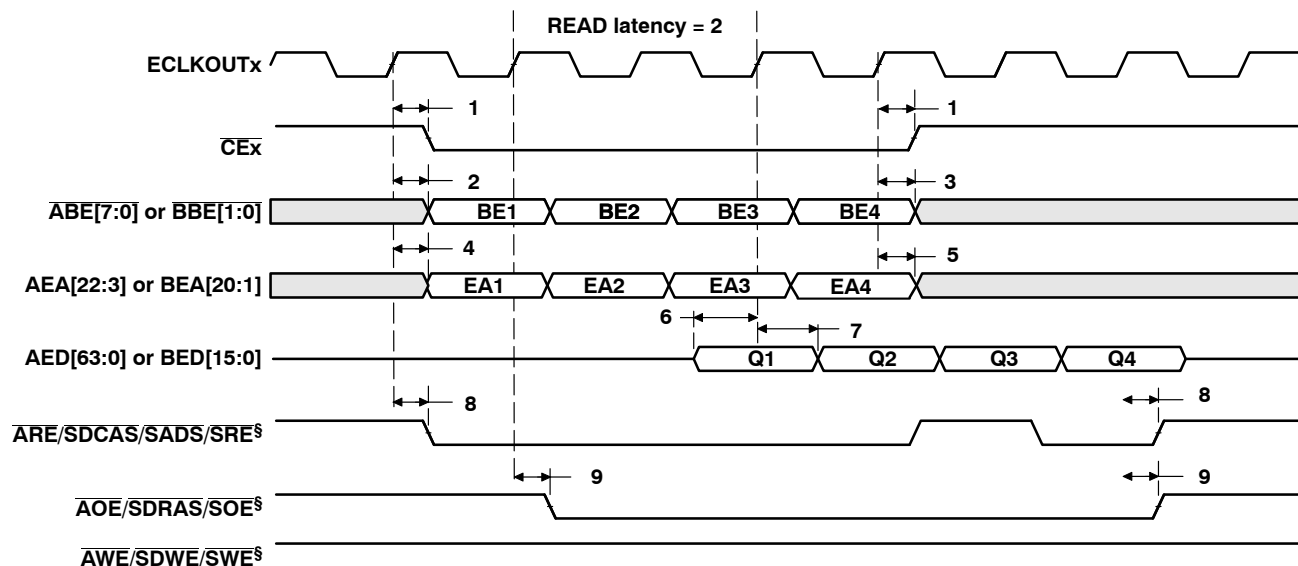 READ latency = 2
ECLKOUTx
1 1
CEx
2 3
ABE[7:0] or BBE[1:0] BE1 BE2 BE3 BE4
4 5
AEA[22:3] or BEA[20:1] EA1 EA2 EA3 EA4
6 7
AED[63:0] or BED[15:0] Q1 Q2 Q3 Q4
8 8
ARE/SDCAS/SADS/SRE§
9 9
AOE/SDRAS/SOE§
AWE/SDWE/SWE§